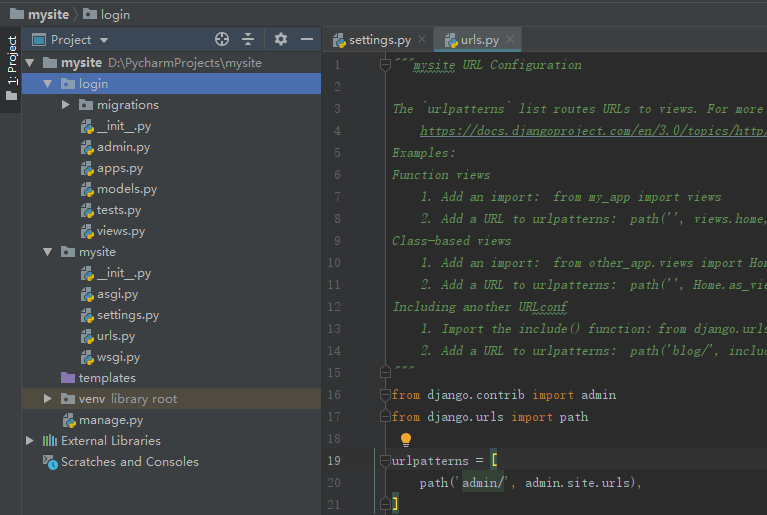 mysite login
1: Project
Project
mysite D:\PycharmProjects\mysite
login
migrations
__init__.py
admin.py
apps.py
models.py
tests.py
views.py
mysite
__init__.py
asgi.py
settings.py
urls.py
wsgi.py
templates
venv library root
manage.py
External Libraries
Scratches and Consoles
settings.py urls.py
1 """mysite URL Configuration
2
3 The `urlpatterns` list routes URLs to views. For more
4 https://docs.djangoproject.com/en/3.0/topics/http/
5 Examples:
6 Function views
7 1. Add an import: from my_app import views
8 2. Add a URL to urlpatterns: path('', views.home,
9 Class-based views
10 1. Add an import: from other_app.views import Hom
11 2. Add a URL to urlpatterns: path('', Home.as_vie
12 Including another URLconf
13 1. Import the include() function: from django.urls
14 2. Add a URL to urlpatterns: path('blog/', includ
15 """
16 from django.contrib import admin
17 from django.urls import path
18
19 urlpatterns = [
20 path('admin/', admin.site.urls),
21 ]